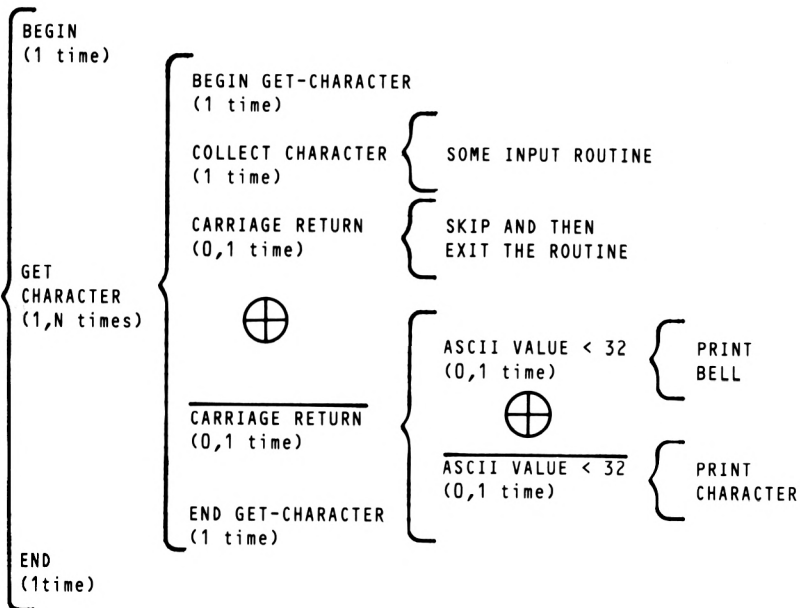 BEGIN
(1 time)
BEGIN GET-CHARACTER
(1 time)
COLLECT CHARACTER
(1 time)
SOME INPUT ROUTINE
CARRIAGE RETURN
(0,1 time)
SKIP AND THEN
EXIT THE ROUTINE
GET
CHARACTER
(1,N times)
ASCII VALUE < 32
(0,1 time)
PRINT
BELL
CARRIAGE RETURN
(0,1 time)
ASCII VALUE < 32
(0,1 time)
PRINT
CHARACTER
END GET-CHARACTER
(1 time)
END
(1time)